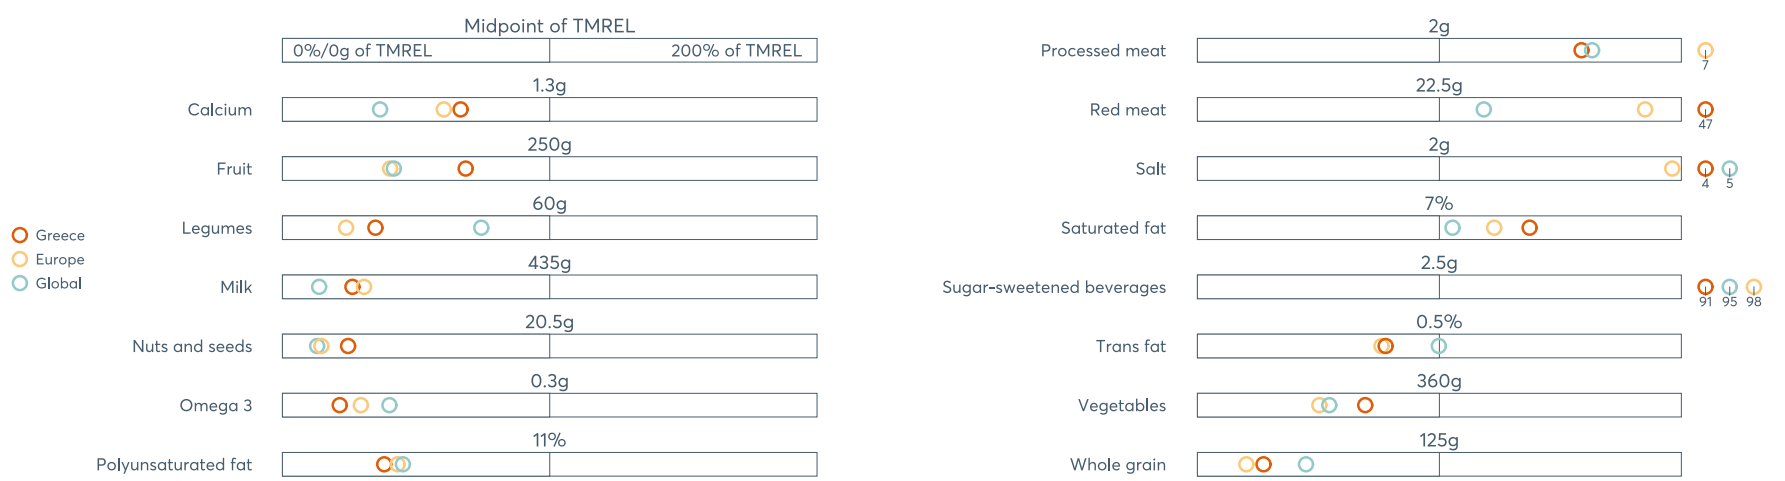 Midpoint of TMREL
0%/0g of TMREL
200% of TMREL
1.3g
Calcium
250g
Fruit
60g
Legumes
435g
Milk
20.5g
Nuts and seeds
0.3g
Omega 3
11%
Polyunsaturated fat
Greece
Europe
Global
2g
Processed meat
7
22.5g
Red meat
47
2g
Salt
4 5
7%
Saturated fat
2.5g
Sugar-sweetened beverages
91 95 98
0.5%
Trans fat
360g
Vegetables
125g
Whole grain